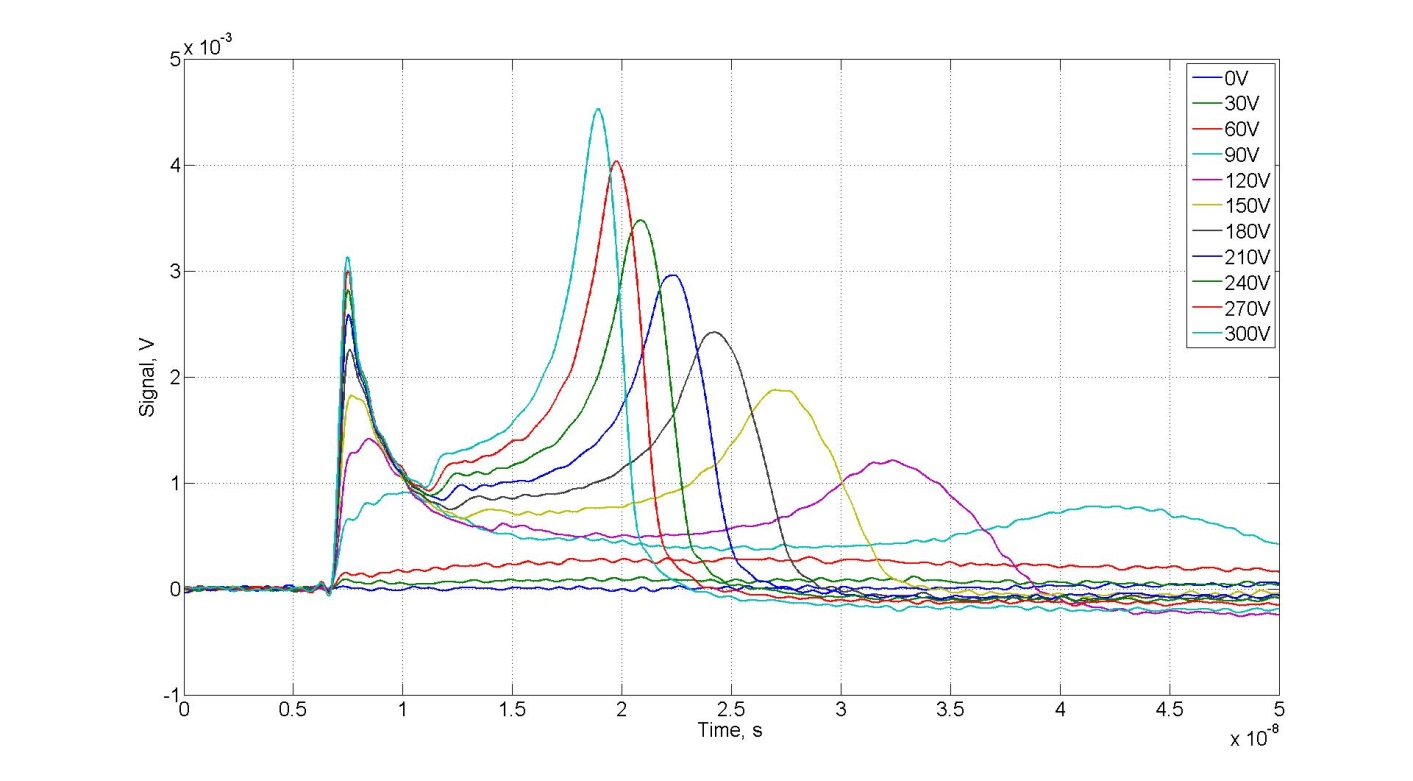 x 10-3
5
4
3
2
1
0
-1
Signal, V
0V
30V
60V
90V
120V
150V
180V
210V
240V
270V
300V
0 0.5 1 1.5 2 2.5 3 3.5 4 4.5 5
Time, s
x 10-8